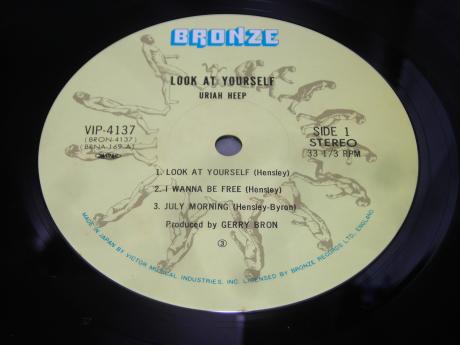 BRONZE
LOOK AT YOURSELF
URIAH HEEP
VIP-4137
(BRON-4137)
(BRNA-169-A)
SIDE 1
STEREO
33 1/3 RPM
1. LOOK AT YOURSELF (Hensley)
2. I WANNA BE FREE (Hensley)
3. JULY MORNING (Hensley-Byron)
Produced by GERRY BRON
③
MADE IN JAPAN BY VICTOR MUSICAL INDUSTRIES, INC. LICENSED BY BRONZE RECORDS LTD., ENGLAND